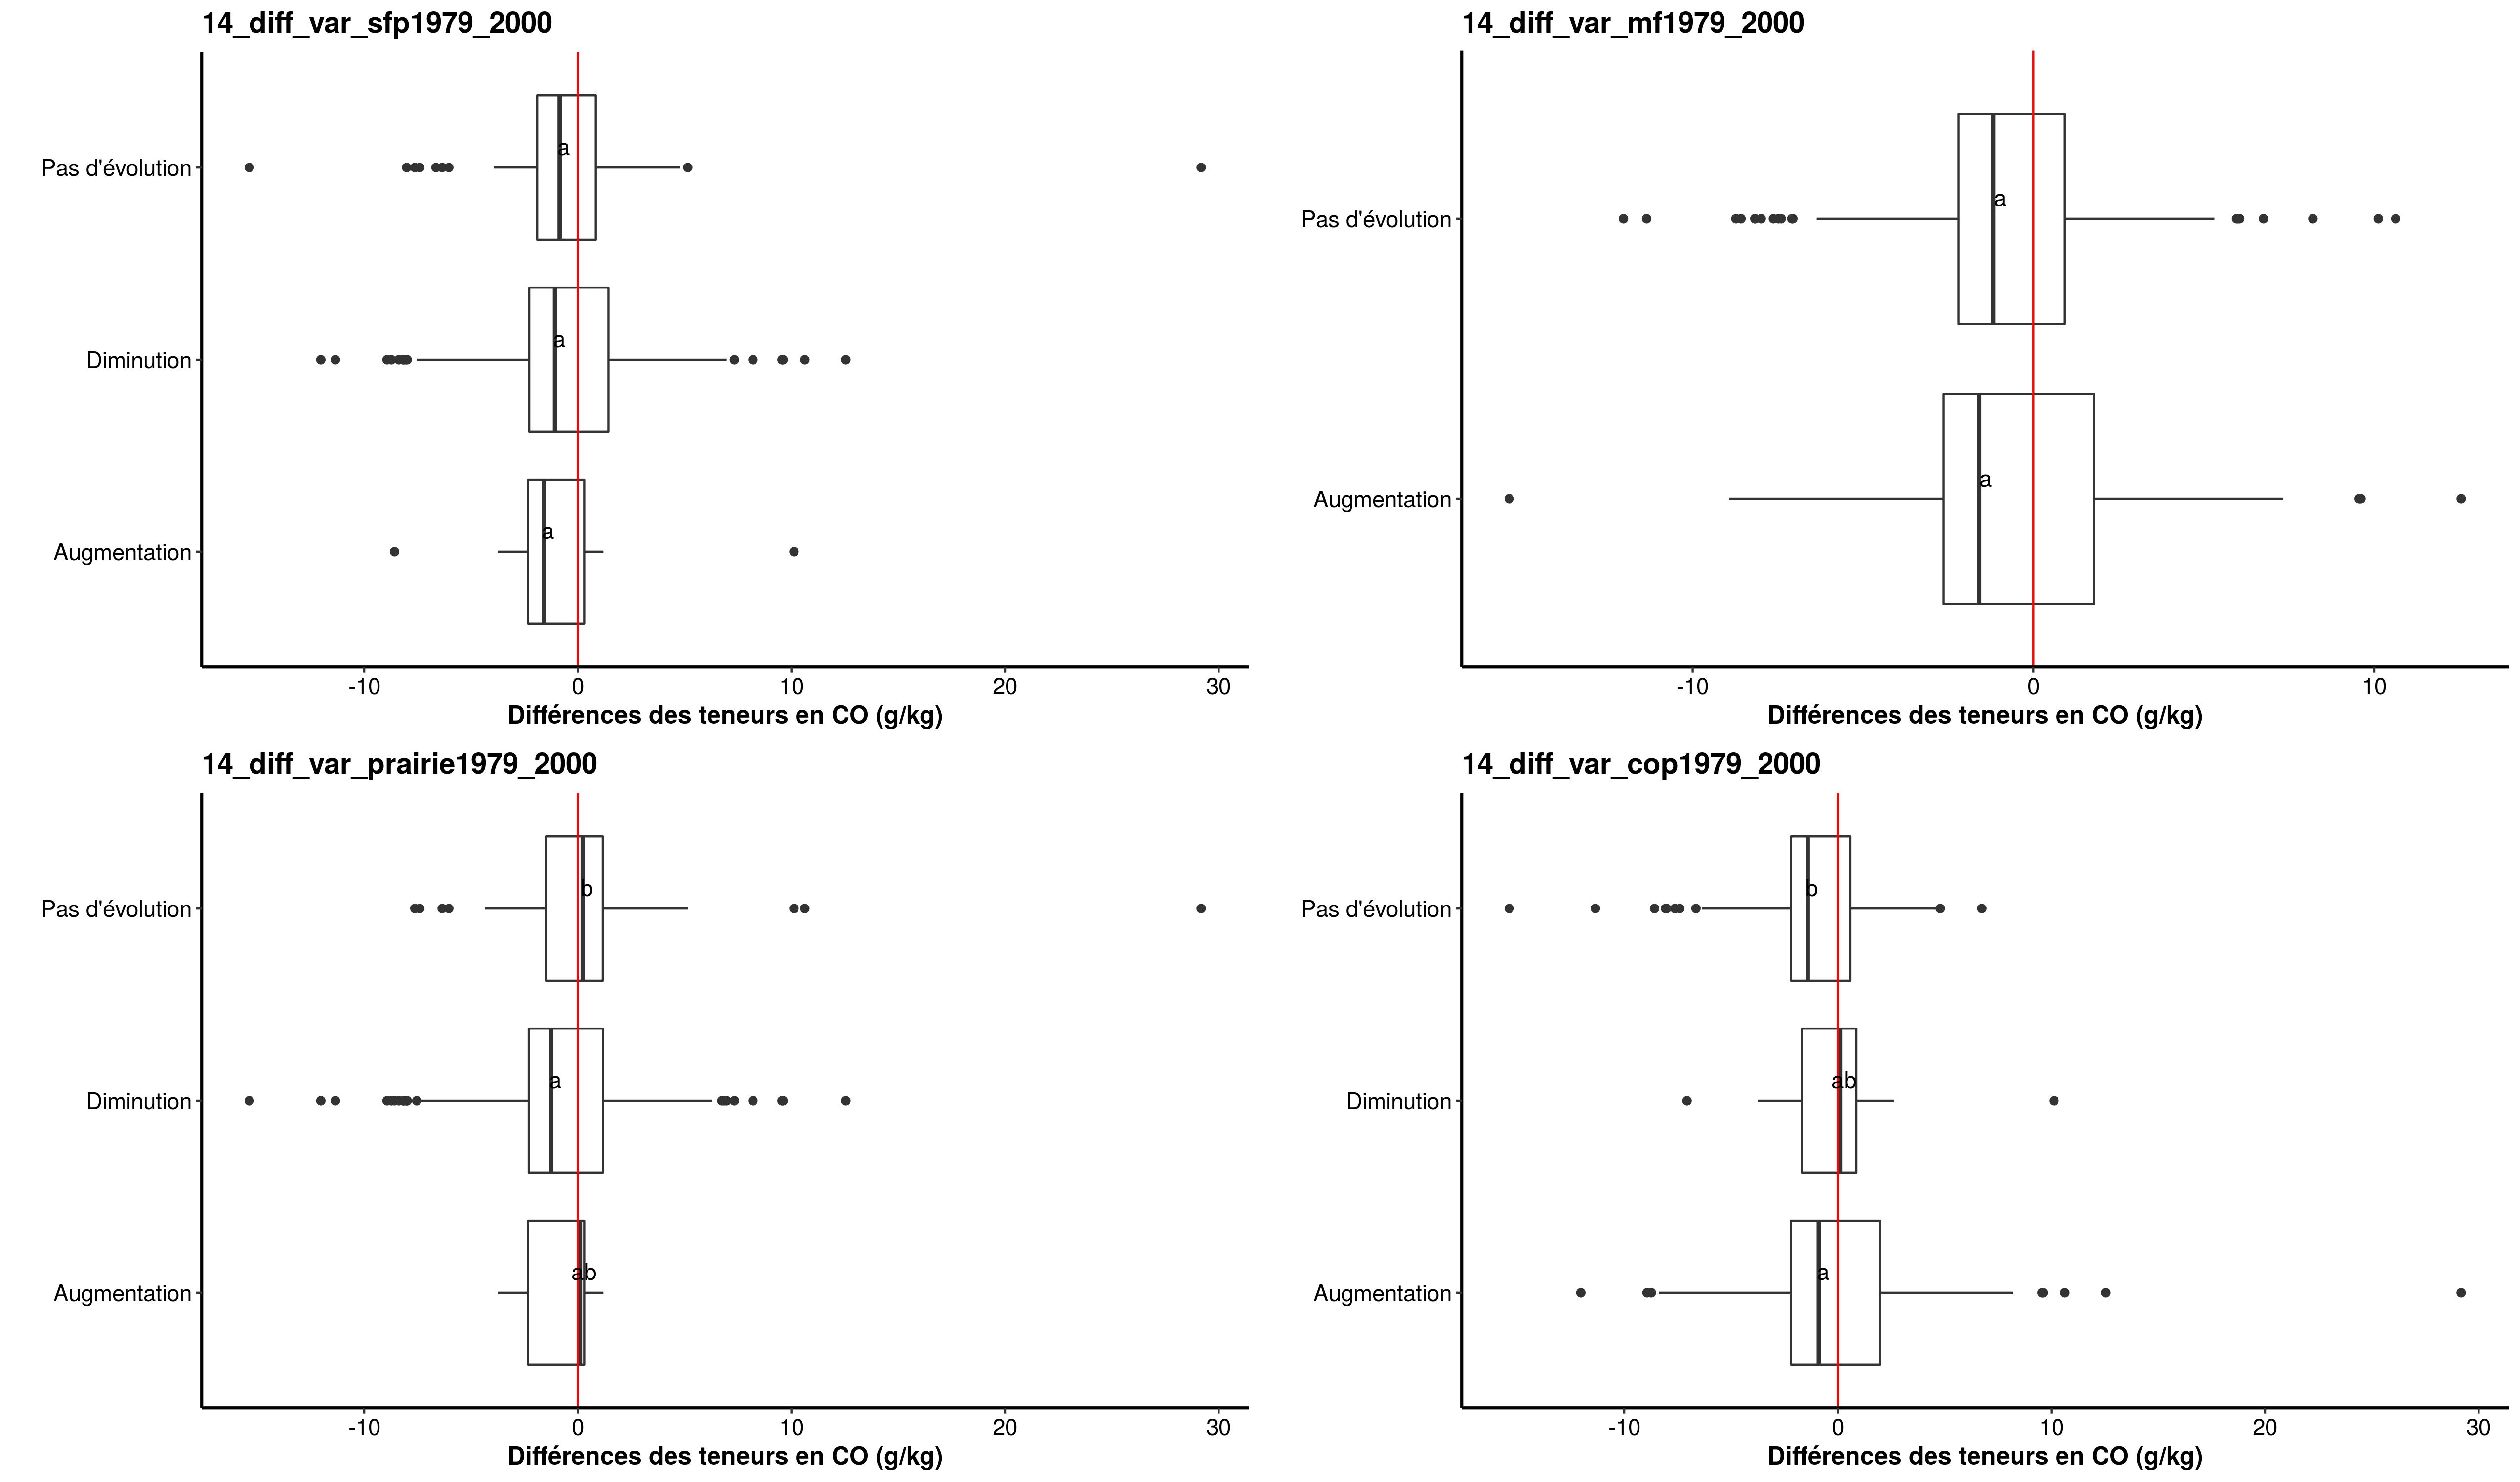 14_diff_var_sfp1979_2000
Pas d'évolution
a
Diminution
a
Augmentation
a
-10 0 10 20 30
Différences des teneurs en CO (g/kg)
14_diff_var_mf1979_2000
Pas d'évolution
a
Augmentation
a
-10 0 10
Différences des teneurs en CO (g/kg)
14_diff_var_prairie1979_2000
Pas d'évolution
b
Diminution
a
Augmentation
ab
-10 0 10 20 30
Différences des teneurs en CO (g/kg)
14_diff_var_cop1979_2000
Pas d'évolution
b
Diminution
ab
Augmentation
a
-10 0 10 20 30
Différences des teneurs en CO (g/kg)